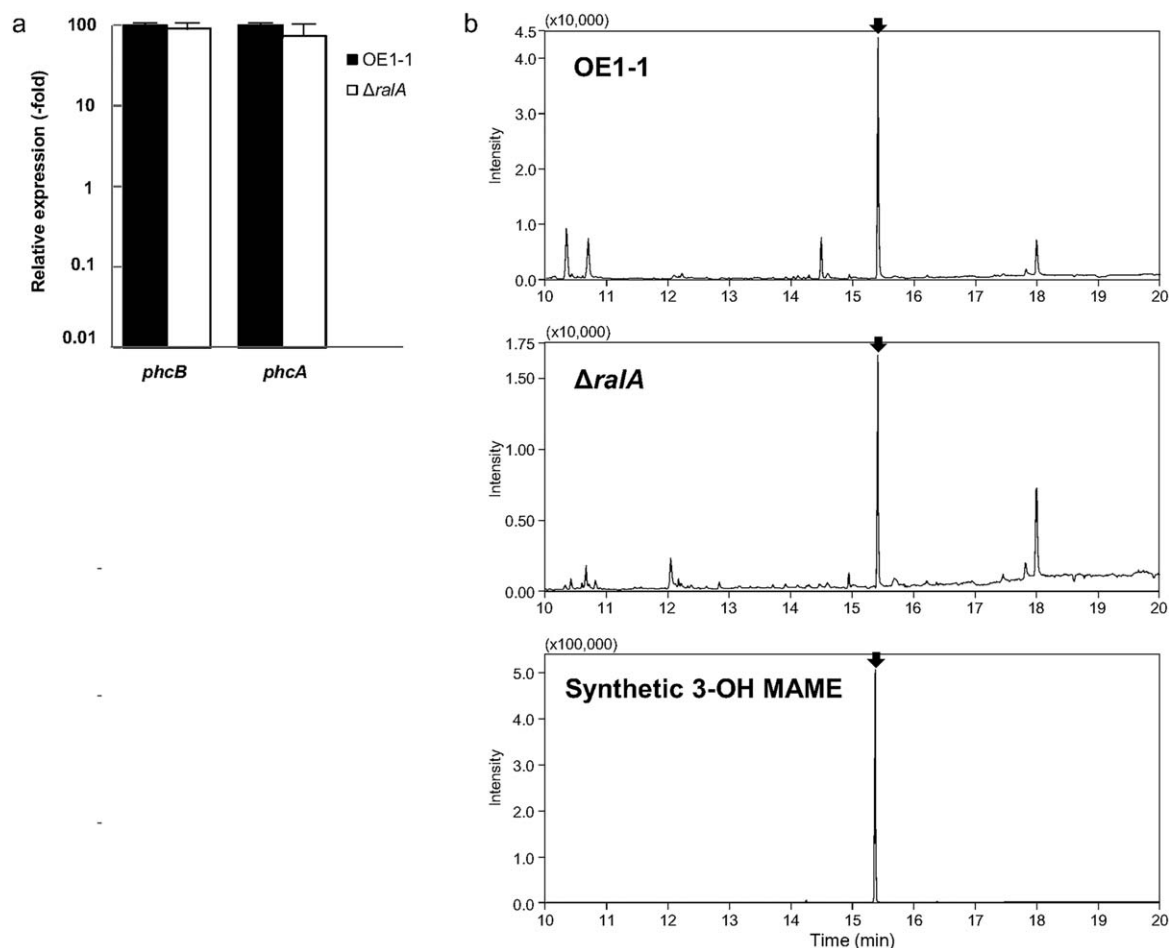 a
Relative expression (-fold)
100
10
1
0.1
0.01
phcB phcA
OE1-1
ΔralA
b
(x10,000)
OE1-1
Intensity
4.5
4.0
3.0
2.0
1.0
0.0
10 11 12 13 14 15 16 17 18 19 20
(x10,000)
ΔralA
Intensity
1.75
1.50
1.00
0.50
0.00
10 11 12 13 14 15 16 17 18 19 20
(x100,000)
Synthetic 3-OH MAME
Intensity
5.0
4.0
3.0
2.0
1.0
0.0
10 11 12 13 14 15 16 17 18 19 20
Time (min)